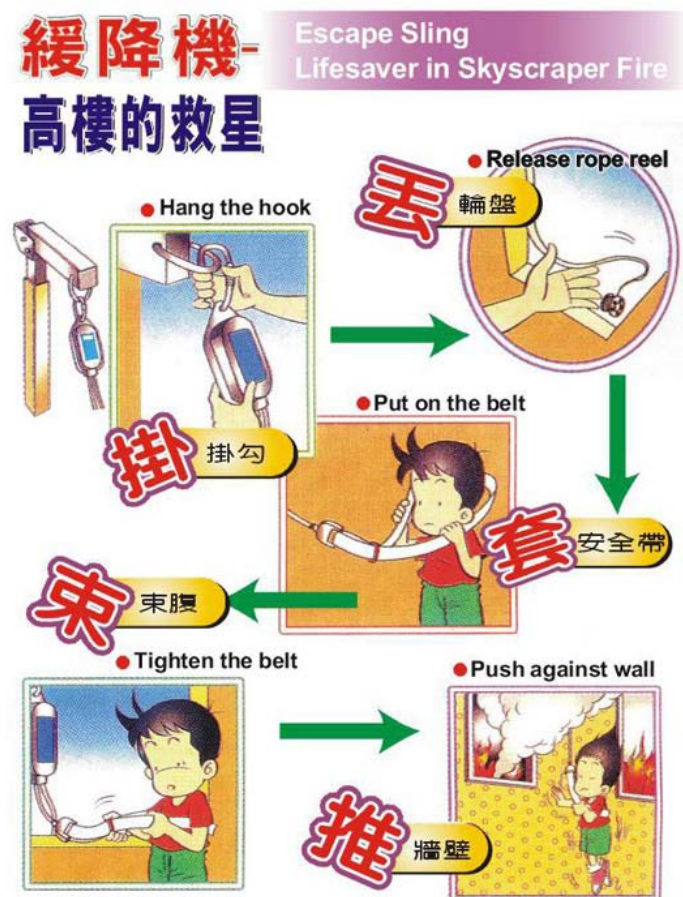 緩降機-
高樓的救星
Escape Sling
Lifesaver in Skyscraper Fire
● Hang the hook
掛 掛勾
● Release rope reel
丟 輪盤
● Put on the belt
套 安全帶
束 束腹
● Tighten the belt
● Push against wall
推 牆壁